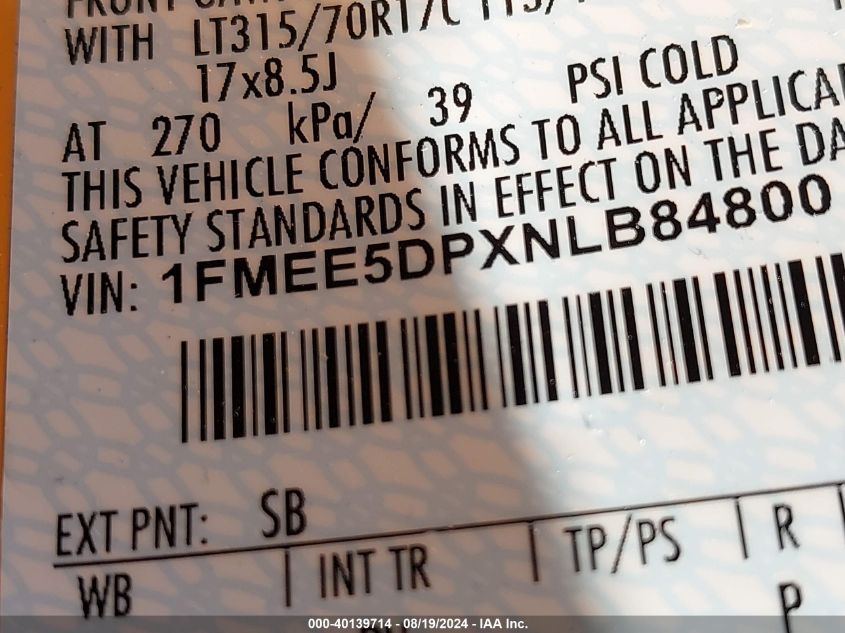 WITH LT315/70R17/C
17x8.5J
AT 270 kPa/ 39 PSI COLD
THIS VEHICLE CONFORMS TO ALL
SAFETY STANDARDS IN EFFECT ON THE
VIN: 1FMEE5DPXNLB84800
EXT PNT: SB
WB INT TR TP/PS R
P
000-40139714 - 08/19/2024 - IAA Inc.